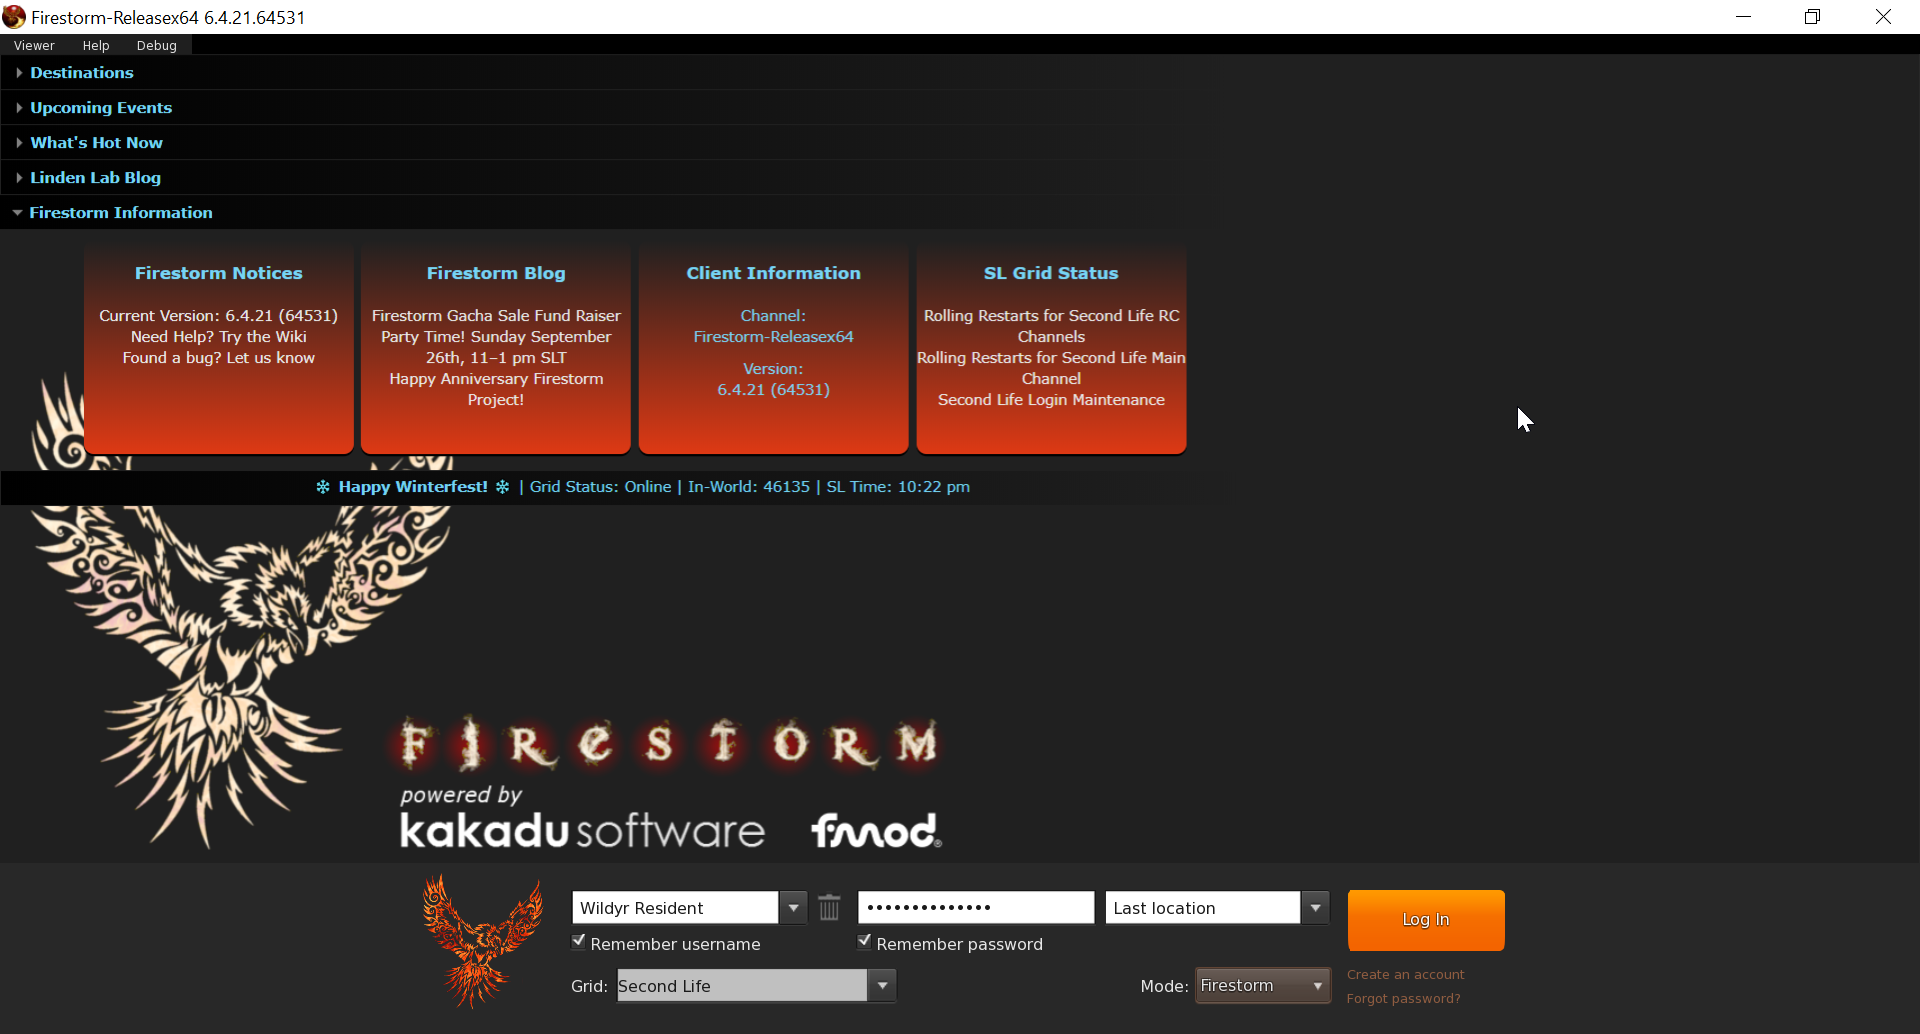 Firestorm-Releasex64 6.4.21.64531
Viewer Help Debug
Destinations
Upcoming Events
What's Hot Now
Linden Lab Blog
Firestorm Information
Firestorm Notices
Current Version: 6.4.21 (64531)
Need Help? Try the Wiki
Found a bug? Let us know
Firestorm Blog
Firestorm Gacha Sale Fund Raiser
Party Time! Sunday September
26th, 11–1 pm SLT
Happy Anniversary Firestorm
Project!
Client Information
Channel:
Firestorm-Releasex64
Version:
6.4.21 (64531)
SL Grid Status
Rolling Restarts for Second Life RC
Channels
Rolling Restarts for Second Life Main
Channel
Second Life Login Maintenance
❄ Happy Winterfest! ❄ | Grid Status: Online | In-World: 46135 | SL Time: 10:22 pm
FIRESTORM
powered by
kakadu software fmod®
Wildyr Resident •••••••••••••• Last location Log In
Remember username Remember password
Grid: Second Life Mode: Firestorm
Create an account
Forgot password?